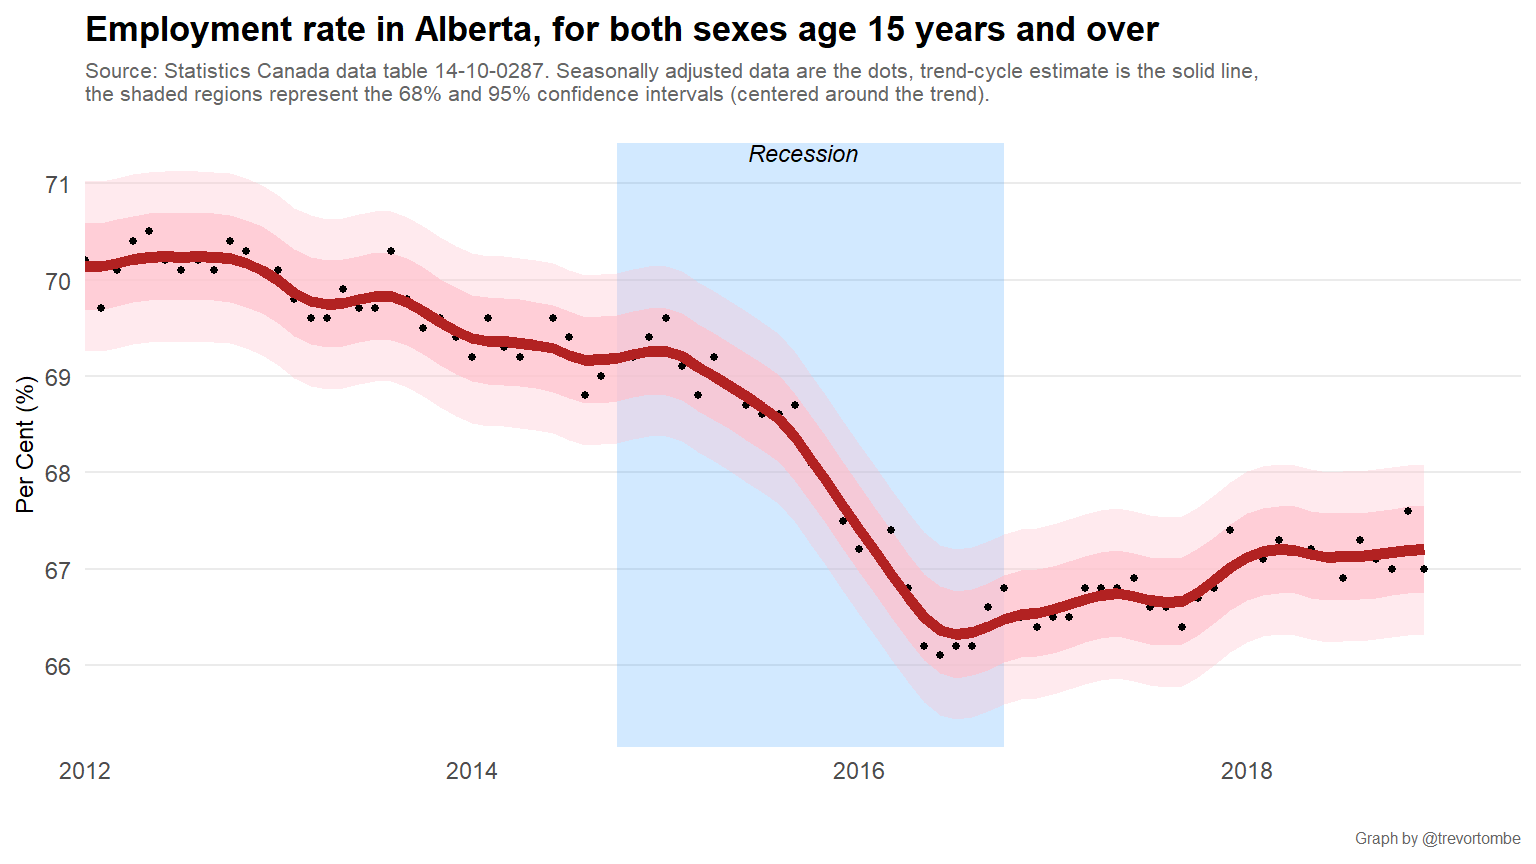 Employment rate in Alberta, for both sexes age 15 years and over
Source: Statistics Canada data table 14-10-0287. Seasonally adjusted data are the dots, trend-cycle estimate is the solid line,
the shaded regions represent the 68% and 95% confidence intervals (centered around the trend).
Recession
Per Cent (%)
71
70
69
68
67
66
2012
2014
2016
2018
Graph by @trevortombe